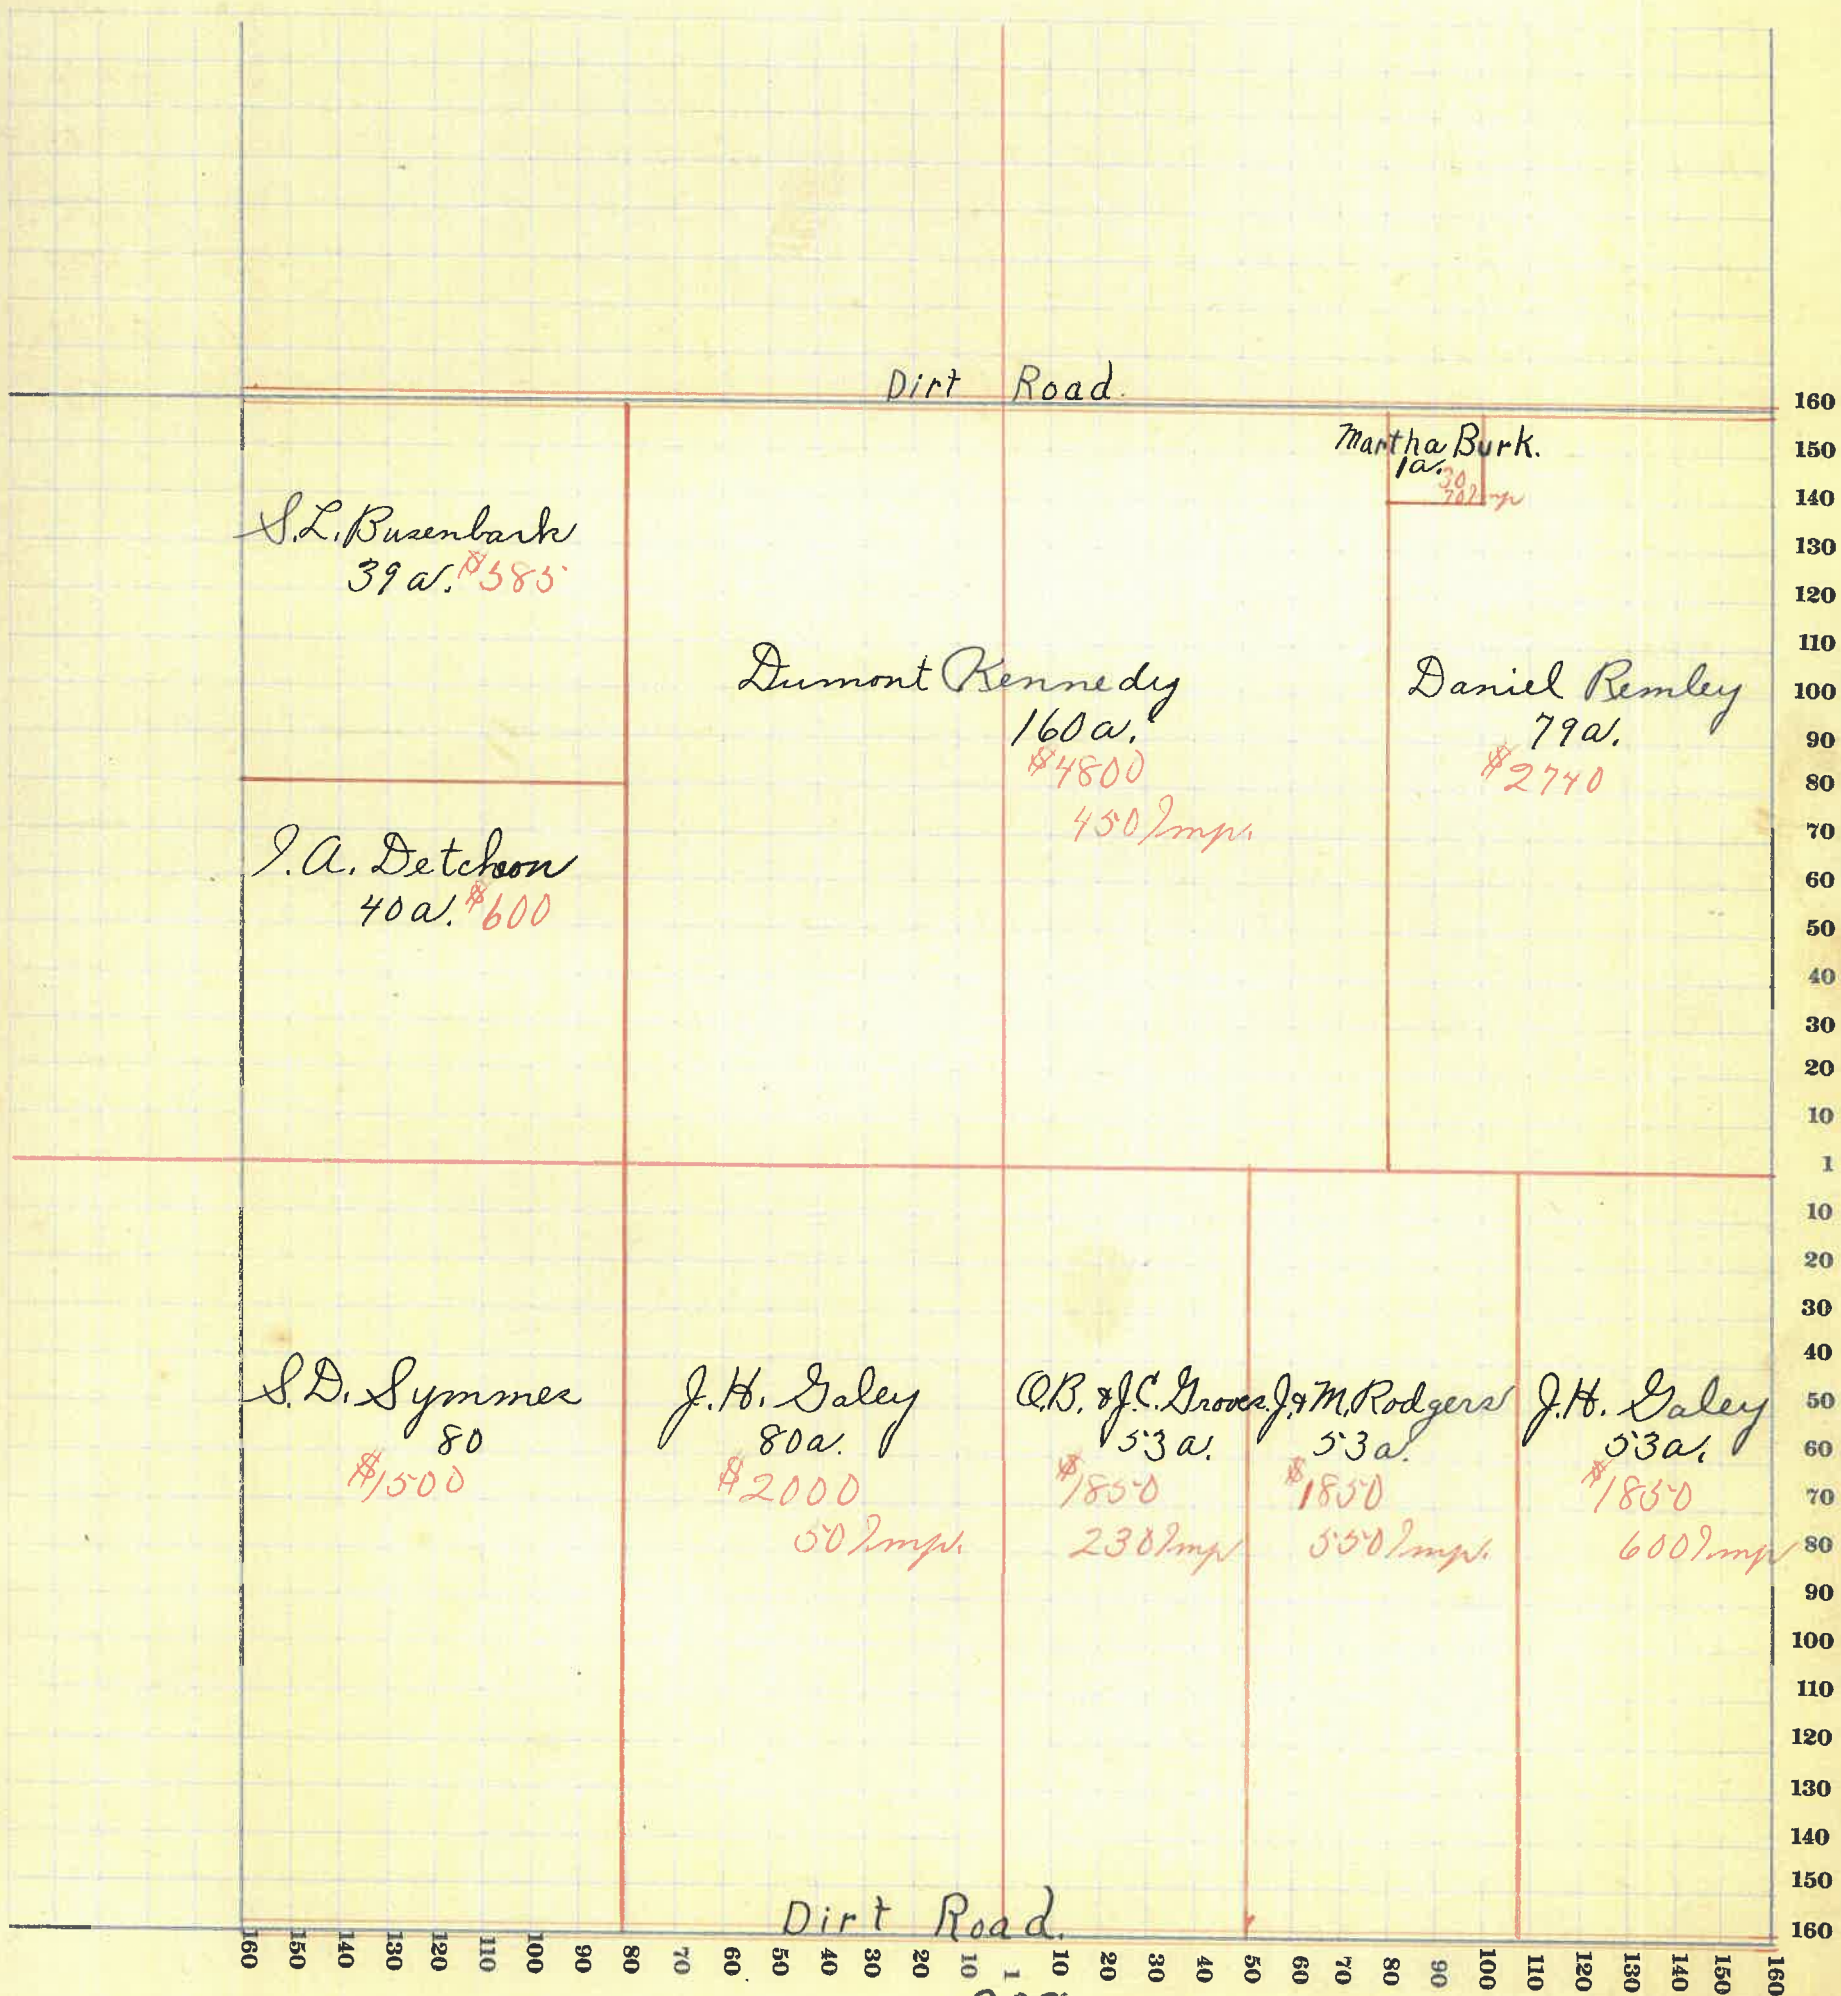 Dirt Road.
Martha Burk.
1a.
30
70 Imp
S.L. Busenbark
39 a. $585
Dumont Kennedy
160 a.
$4800
450 Imp.
Daniel Remley
79 a.
$2740
I.A. Detchon
40 a. $600
S.D. Symmes
80
$1500
J.H. Galey
80 a.
$2000
50 Imp.
O.B. & J.C. Groves.
53 a.
$1850
230 Imp
J. & M. Rodgers
53 a.
$1850
550 Imp.
J.H. Galey
53 a.
$1850
600 Imp
Dirt Road.
160
150
140
130
120
110
100
90
80
70
60
50
40
30
20
10
1
10
20
30
40
50
60
70
80
90
100
110
120
130
140
150
160
160 150 140 130 120 110 100 90 80 70 60 50 40 30 20 10 1 10 20 30 40 50 60 70 80 90 100 110 120 130 140 150 160